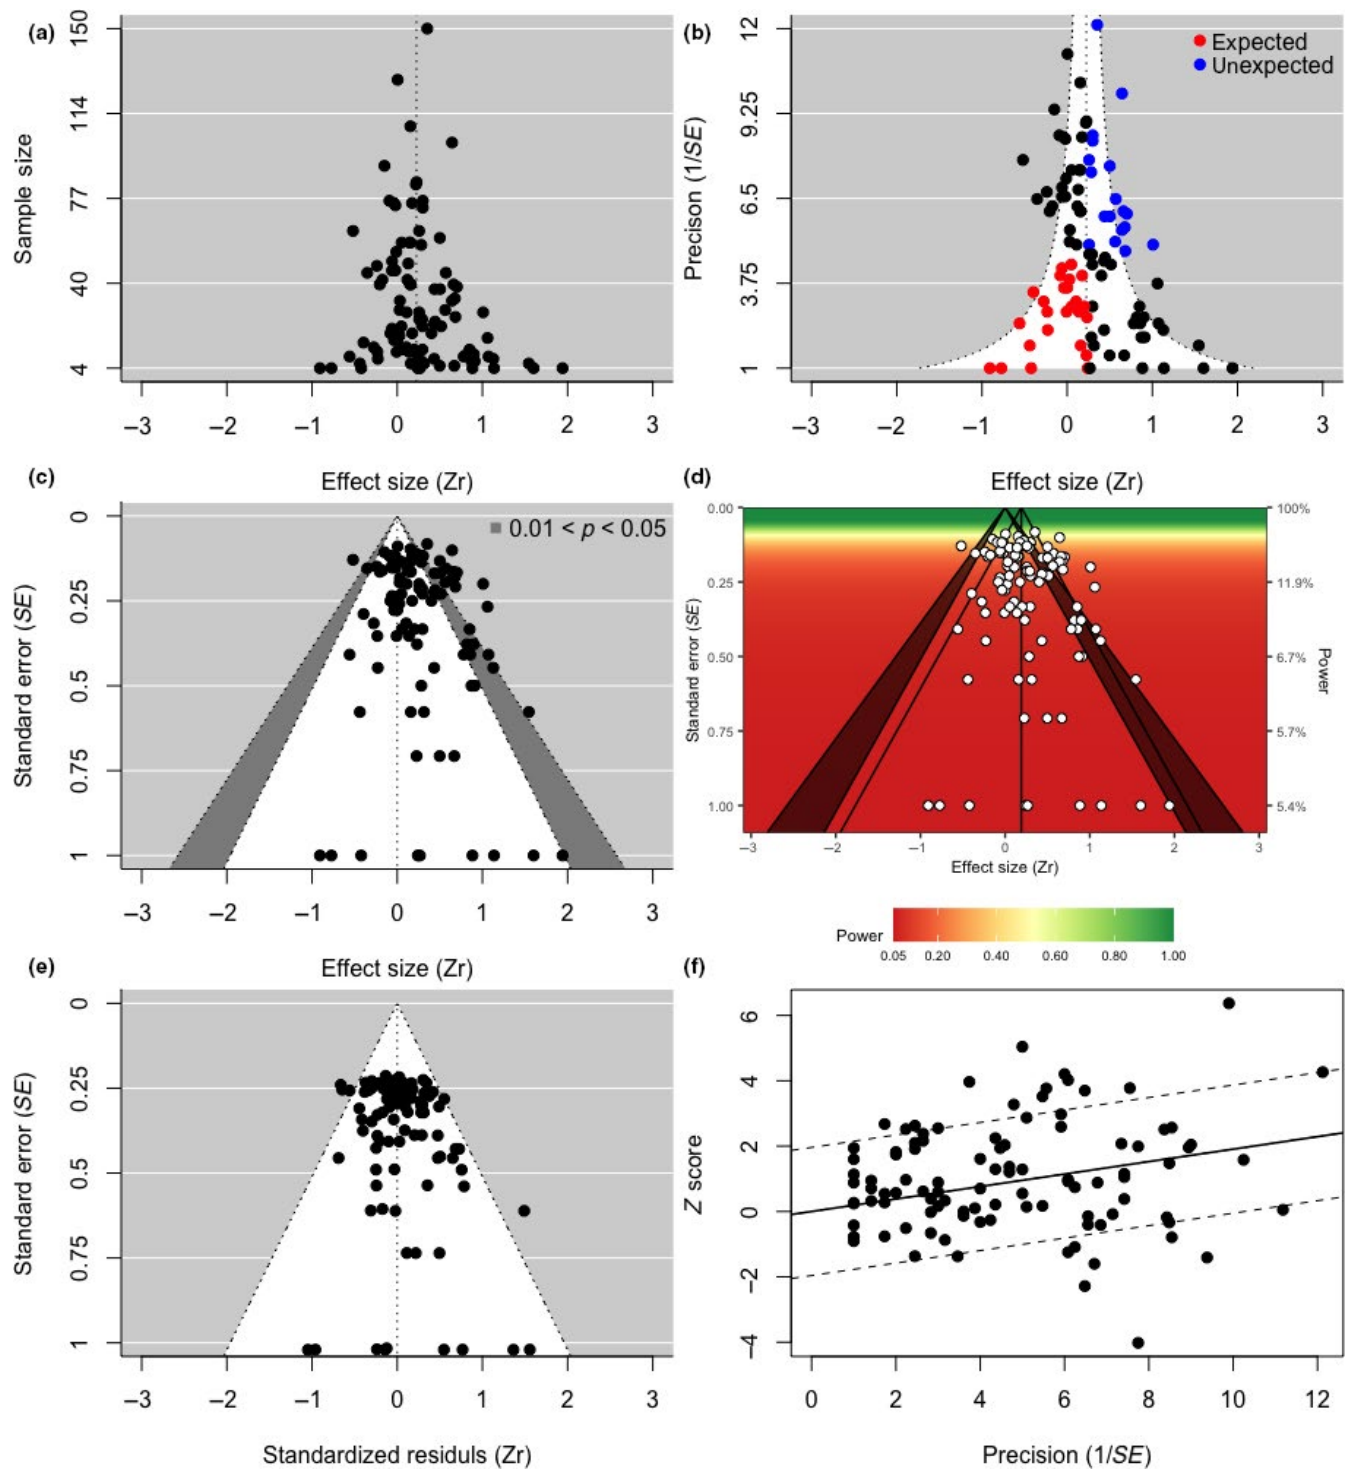 (a)
150
114
77
40
4
Sample size
−3 −2 −1 0 1 2 3
Effect size (Zr)
(b)
12
9.25
6.5
3.75
1
Precison (1/SE)
Expected
Unexpected
−3 −2 −1 0 1 2 3
Effect size (Zr)
(c)
0
0.25
0.5
0.75
1
Standard error (SE)
0.01 < p < 0.05
−3 −2 −1 0 1 2 3
Effect size (Zr)
(d)
0.00
0.25
0.50
0.75
1.00
Standard error (SE)
100%
11.9%
6.7%
5.7%
5.4%
Power
−3 −2 −1 0 1 2 3
Effect size (Zr)
Power
0.05 0.20 0.40 0.60 0.80 1.00
(e)
0
0.25
0.5
0.75
1
Standard error (SE)
−3 −2 −1 0 1 2 3
Standardized residuls (Zr)
(f)
6
4
2
0
−2
−4
Z score
0 2 4 6 8 10 12
Precision (1/SE)